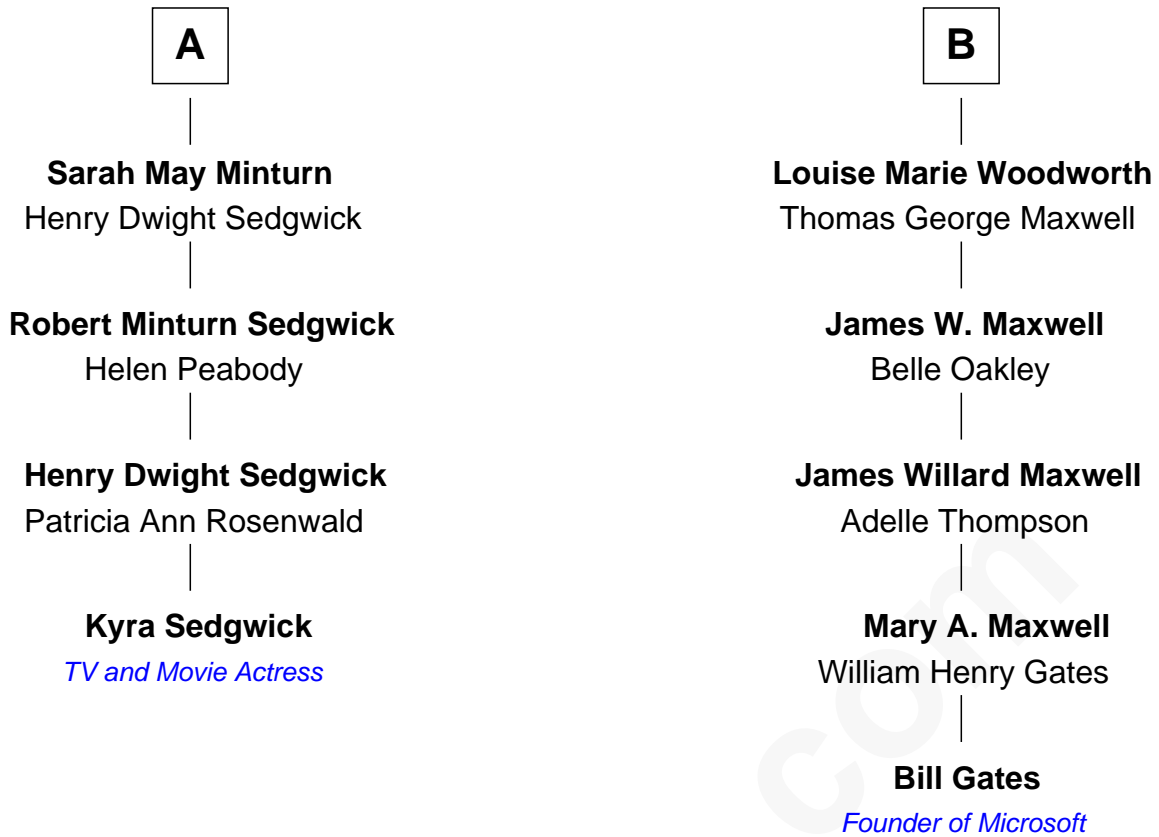 A
Sarah May Minturn
Henry Dwight Sedgwick
Robert Minturn Sedgwick
Helen Peabody
Henry Dwight Sedgwick
Patricia Ann Rosenwald
Kyra Sedgwick
TV and Movie Actress
B
Louise Marie Woodworth
Thomas George Maxwell
James W. Maxwell
Belle Oakley
James Willard Maxwell
Adelle Thompson
Mary A. Maxwell
William Henry Gates
Bill Gates
Founder of Microsoft
com